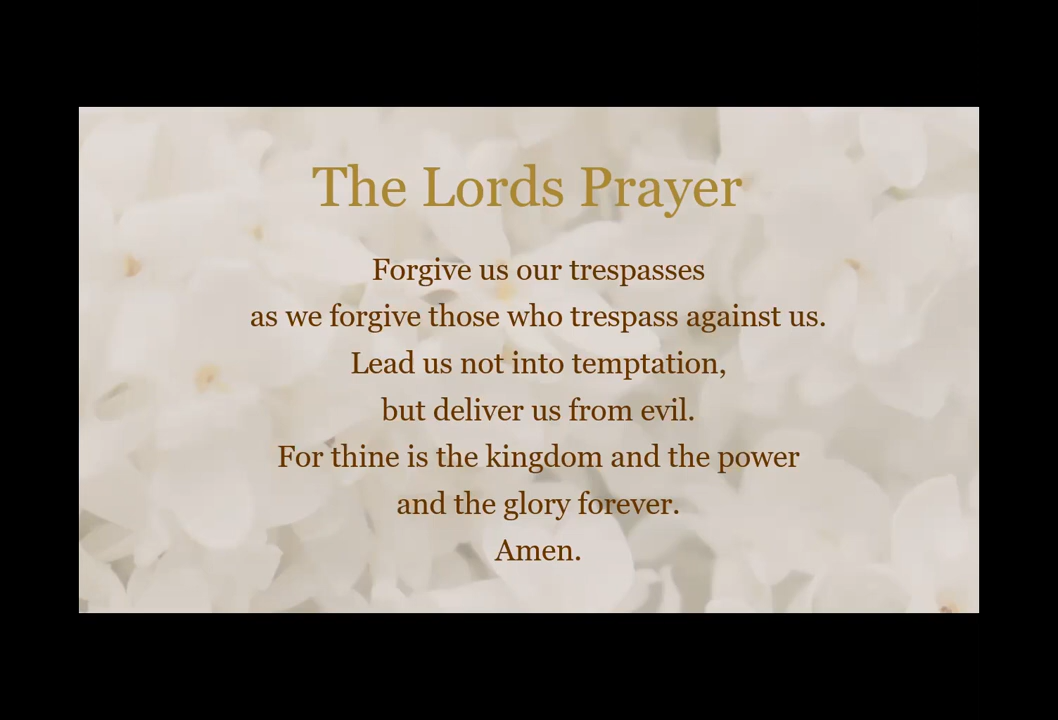 The Lords Prayer
Forgive us our trespasses
as we forgive those who trespass against us.
Lead us not into temptation,
but deliver us from evil.
For thine is the kingdom and the power
and the glory forever.
Amen.